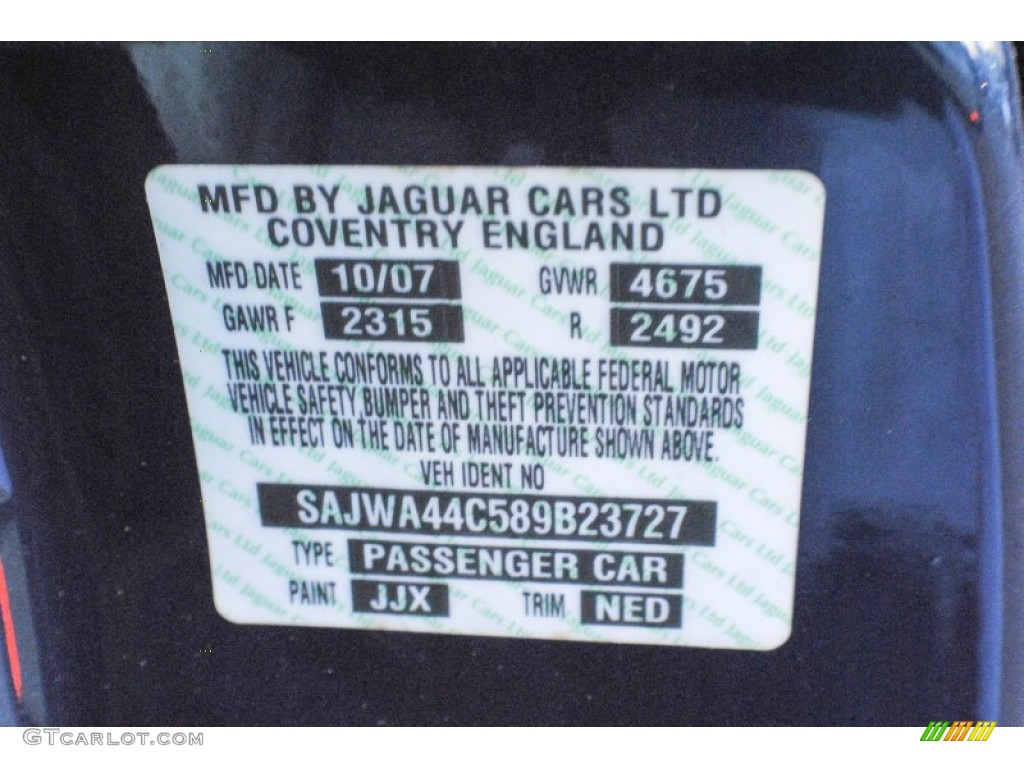 MFD BY JAGUAR CARS LTD
COVENTRY ENGLAND
MFD DATE 10/07 GVWR 4675
GAWR F 2315 R 2492
THIS VEHICLE CONFORMS TO ALL APPLICABLE FEDERAL MOTOR
VEHICLE SAFETY, BUMPER AND THEFT PREVENTION STANDARDS
IN EFFECT ON THE DATE OF MANUFACTURE SHOWN ABOVE.
VEH IDENT NO
SAJWA44C589B23727
TYPE PASSENGER CAR
PAINT JJX TRIM NED
GTCARLOT.COM